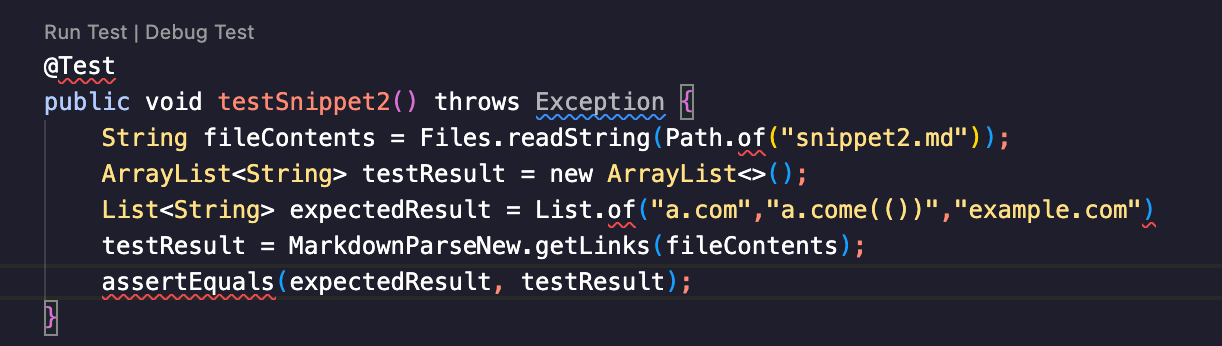 Run Test | Debug Test
@Test
public void testSnippet2() throws Exception {
    String fileContents = Files.readString(Path.of("snippet2.md"));
    ArrayList<String> testResult = new ArrayList<>();
    List<String> expectedResult = List.of("a.com","a.come(())","example.com")
    testResult = MarkdownParseNew.getLinks(fileContents);
    assertEquals(expectedResult, testResult);
}